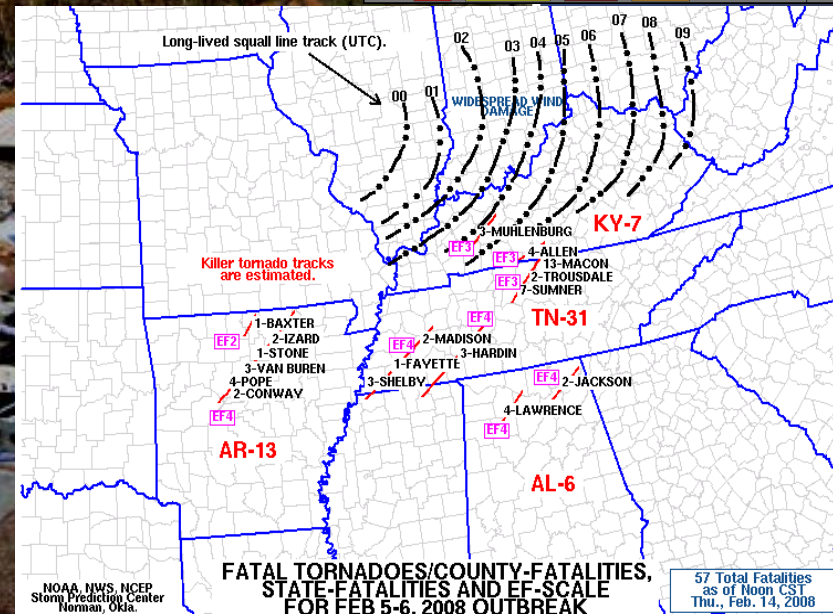 Long-lived squall line track (UTC).
00
01
02
03
04
05
06
07
08
09
WIDESPREAD WIND
DAMAGE
KY-7
3-MUHLENBURG
EF3
4-ALLEN
EF3
13-MACON
2-TROUSDALE
EF3
7-SUMNER
TN-31
Killer tornado tracks
are estimated.
1-BAXTER
EF2
2-IZARD
1-STONE
3-VAN BUREN
4-POPE
2-CONWAY
EF4
AR-13
EF4
2-MADISON
EF4
3-HARDIN
1-FAYETTE
3-SHELBY
EF4
2-JACKSON
4-LAWRENCE
EF4
AL-6
FATAL TORNADOES/COUNTY-FATALITIES,
STATE-FATALITIES AND EF-SCALE
FOR FEB 5-6, 2008 OUTBREAK
NOAA, NWS, NCEP
Storm Prediction Center
Norman, Okla.
57 Total Fatalities
as of Noon CST
Thu., Feb. 14, 2008